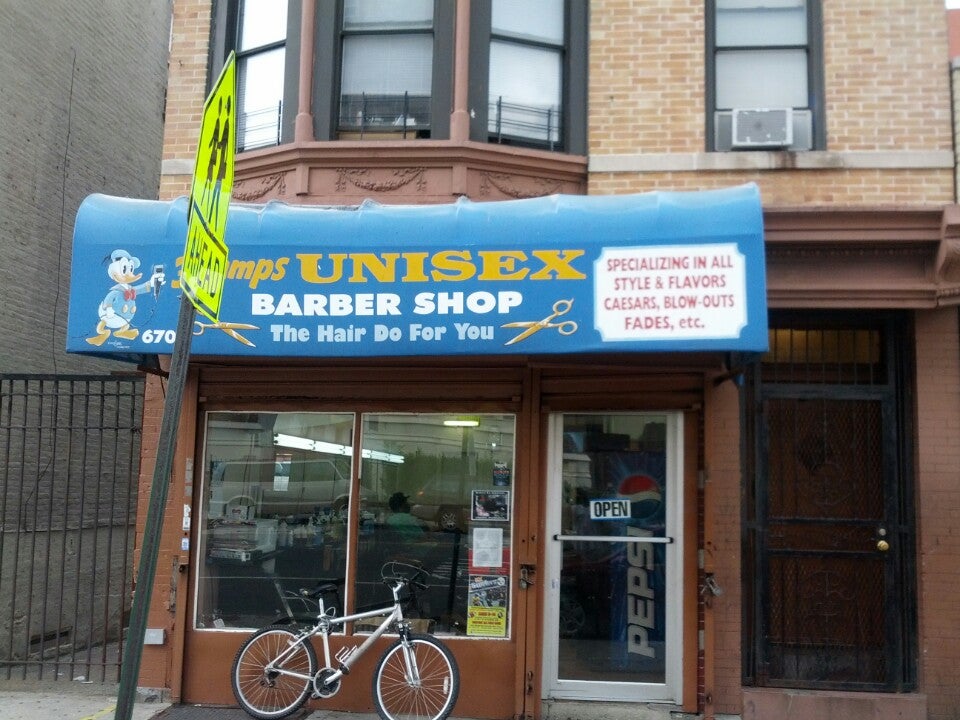 UNISEX
BARBER SHOP
The Hair Do For You
670
SPECIALIZING IN ALL
STYLE & FLAVORS
CAESARS, BLOW-OUTS
FADES, etc.
AHEAD
OPEN
PEPSI